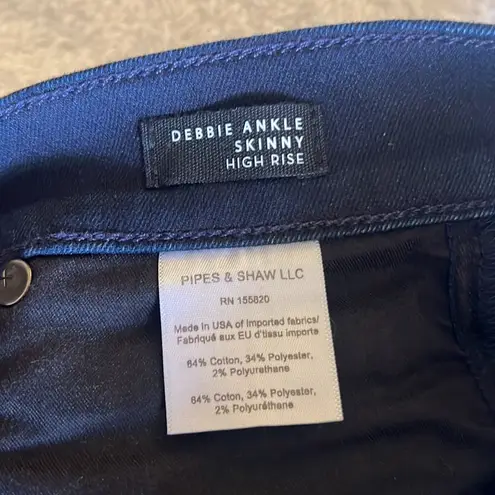 DEBBIE ANKLE
SKINNY
HIGH RISE
PIPES & SHAW LLC
RN 155820
Made in USA of imported fabrics/
Fabriqué aux EU d'tissu importe
64% Cotton, 34% Polyester,
2% Polyurethane
64% Coton, 34% Polyester,
2% Polyuréthane